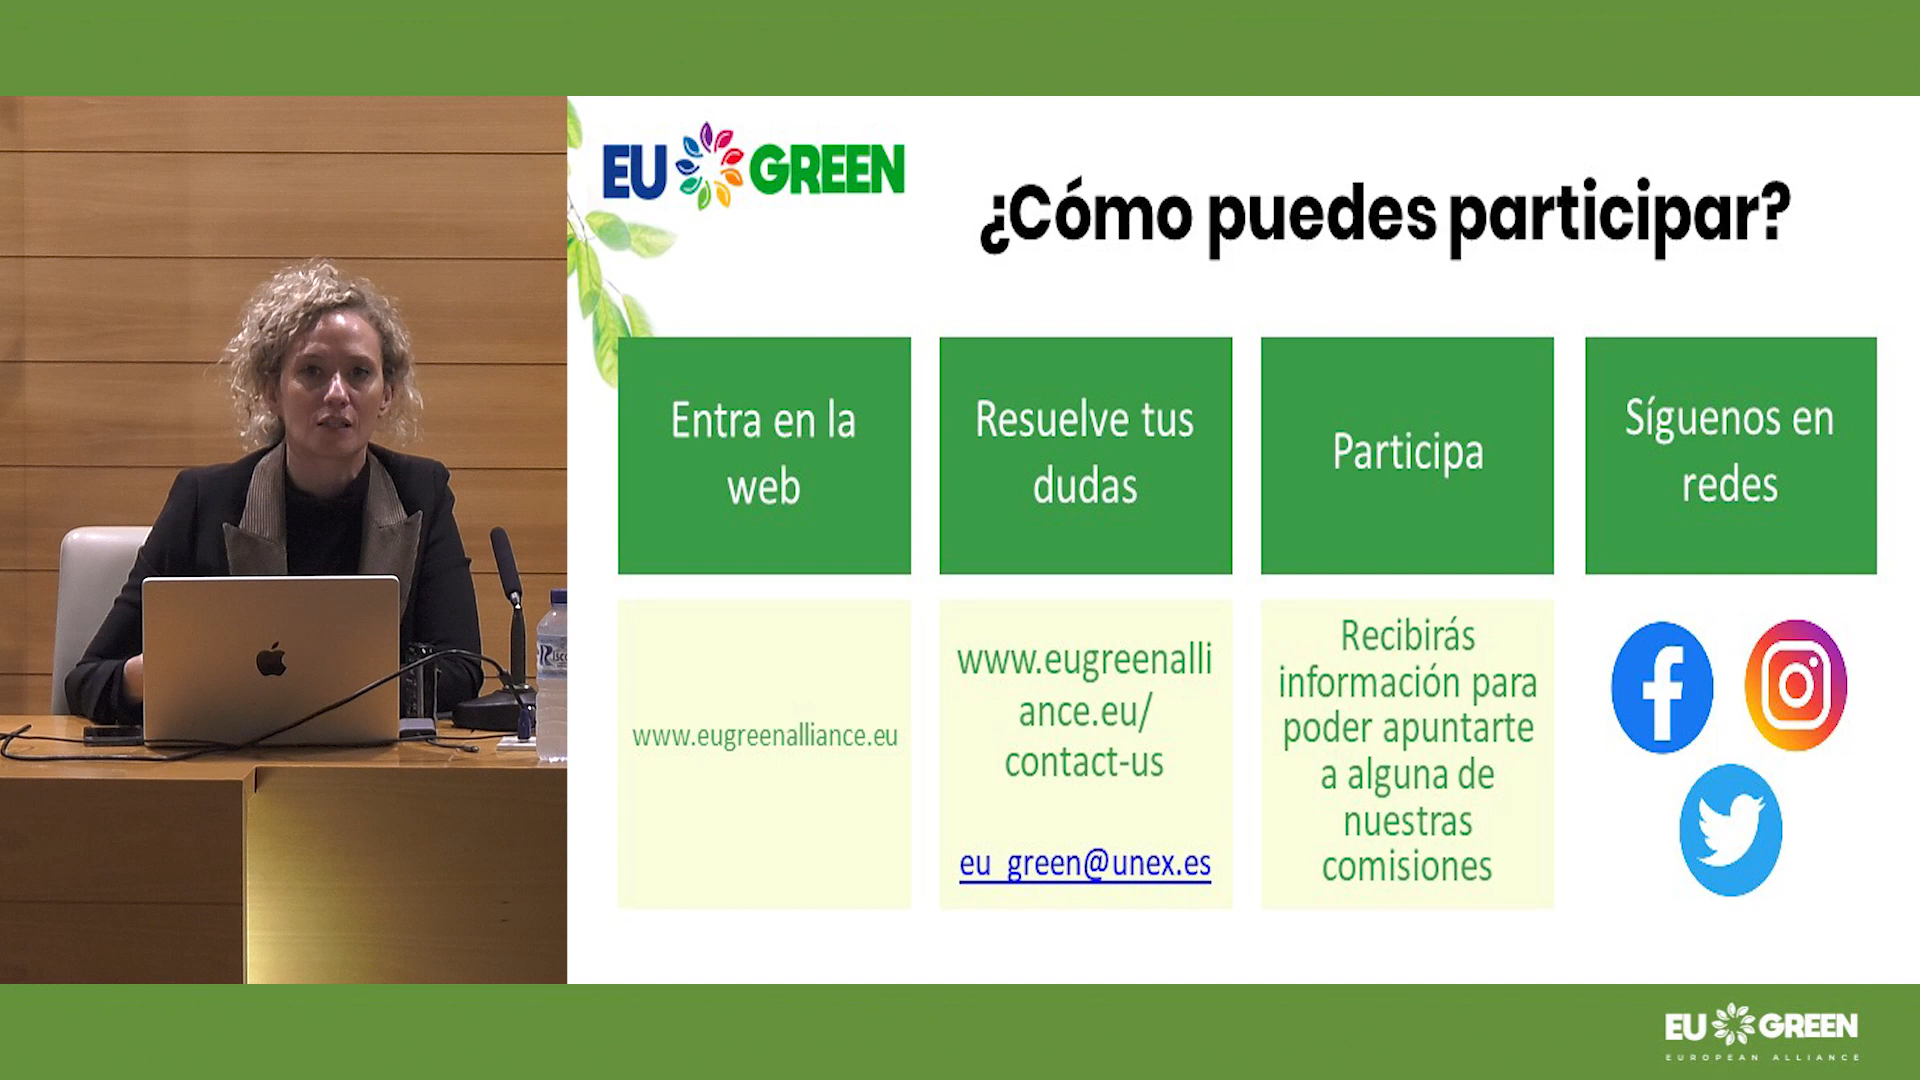 EU GREEN
¿Cómo puedes participar?
Entra en la
web
Resuelve tus
dudas
Participa
Síguenos en
redes
www.eugreenalliance.eu
www.eugreenalli
ance.eu/
contact-us
eu_green@unex.es
Recibirás
información para
poder apuntarte
a alguna de
nuestras
comisiones
EU GREEN
EUROPEAN ALLIANCE